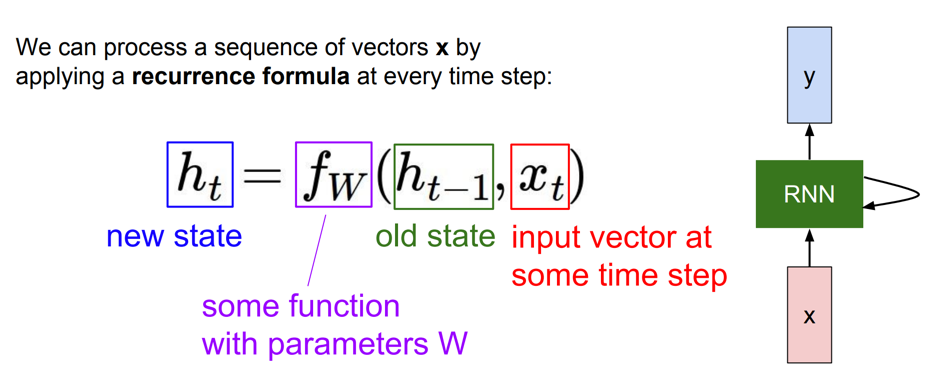 We can process a sequence of vectors x by
applying a recurrence formula at every time step:
h_t = f_W(h_{t-1}, x_t)
new state
old state
input vector at
some time step
some function
with parameters W
y
RNN
x